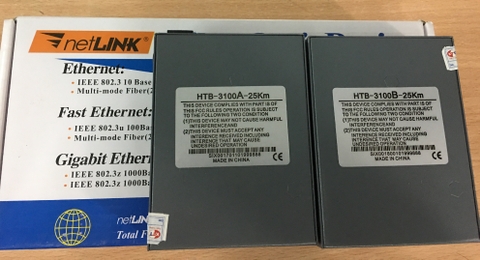 netLINK®
Ethernet:
• IEEE 802.3 10 Base
• Multi-mode Fiber(2
Fast Ethernet:
• IEEE 802.3u 100Bas
• Multi-mode Fiber(2
Gigabit Ethern
• IEEE 802.3z 1000Ba
• IEEE 802.3z 1000Ba
netLINK
Total F
HTB-3100A-25Km
THIS DEVICE COMPLIES WITH PART I5 OF
THIS FCC RULES OPERATION IS SUBJECT
TO THE FOLLOWING TWO CONDITION
(1)THIS DEVICE MAY NOT CAUSE HARMFUL
INTERFERENCEAND
(2)THIS DEVICE MUST ACCEPT ANY
INTERFERENCE RECEIVED INCLUDING
INTERFERENCE THAT MAY CAUSE
UNDESIRED OPERATION
MADE IN CHINA
CE
HTB-3100B-25Km
THIS DEVICE COMPLIES WITH PART I5 OF
THIS FCC RULES OPERATION IS SUBJECT
TO THE FOLLOWING TWO CONDITION
(1)THIS DEVICE MAY NOT CAUSE HARMFUL
INTERFERENCEAND
(2)THIS DEVICE MUST ACCEPT ANY
INTERFERENCE RECEIVED INCLUDING
INTERFERENCE THAT MAY CAUSE
UNDESIRED OPERATION
MADE IN CHINA
CE